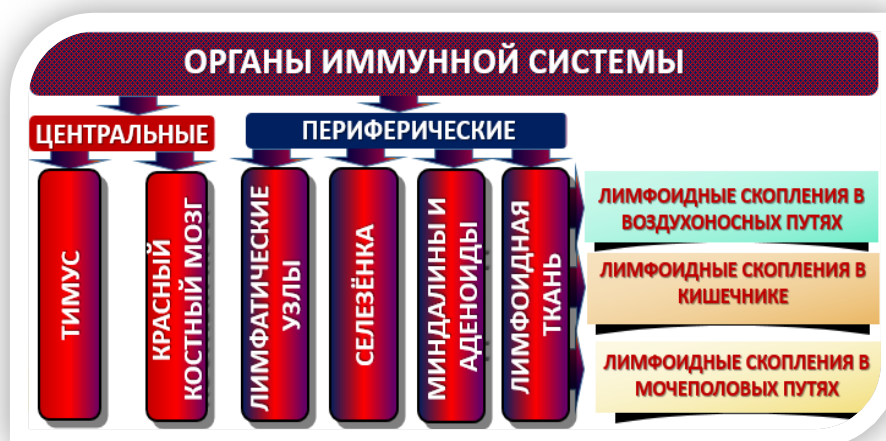 ОРГАНЫ ИММУННОЙ СИСТЕМЫ
ЦЕНТРАЛЬНЫЕ
ПЕРИФЕРИЧЕСКИЕ
ТИМУС
КРАСНЫЙ
КОСТНЫЙ МОЗГ
ЛИМФАТИЧЕСКИЕ
УЗЛЫ
СЕЛЕЗЁНКА
МИНДАЛИНЫ И
АДЕНОИДЫ
ЛИМФОИДНАЯ
ТКАНЬ
ЛИМФОИДНЫЕ СКОПЛЕНИЯ В
ВОЗДУХОНОСНЫХ ПУТЯХ
ЛИМФОИДНЫЕ СКОПЛЕНИЯ В
КИШЕЧНИКЕ
ЛИМФОИДНЫЕ СКОПЛЕНИЯ В
МОЧЕПОЛОВЫХ ПУТЯХ